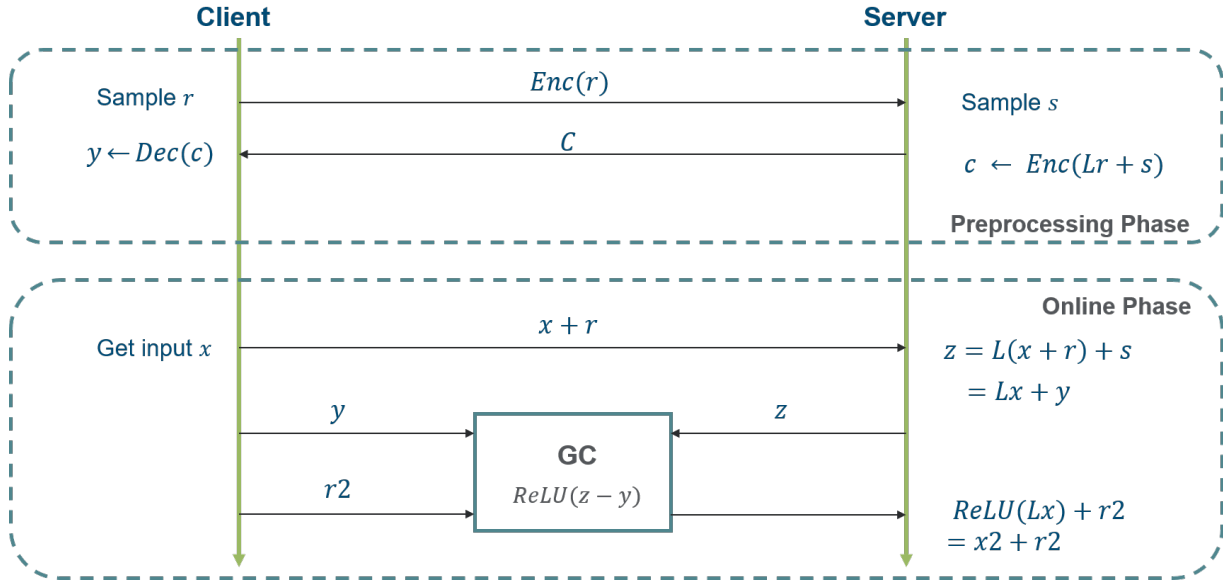 Client
Server
Enc(r)
Sample r
Sample s
C
y ← Dec(c)
c ← Enc(Lr + s)
Preprocessing Phase
Online Phase
x + r
Get input x
z = L(x + r) + s
= Lx + y
y
z
GC
ReLU(z − y)
r2
ReLU(Lx) + r2
= x2 + r2